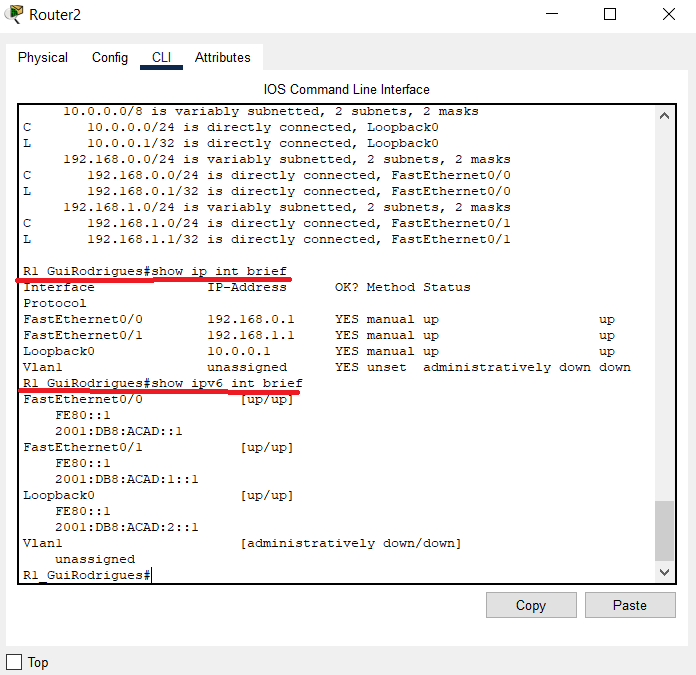 Router2
Physical Config CLI Attributes
IOS Command Line Interface
10.0.0.0/8 is variably subnetted, 2 subnets, 2 masks
C 10.0.0.0/24 is directly connected, Loopback0
L 10.0.0.1/32 is directly connected, Loopback0
192.168.0.0/24 is variably subnetted, 2 subnets, 2 masks
C 192.168.0.0/24 is directly connected, FastEthernet0/0
L 192.168.0.1/32 is directly connected, FastEthernet0/0
192.168.1.0/24 is variably subnetted, 2 subnets, 2 masks
C 192.168.1.0/24 is directly connected, FastEthernet0/1
L 192.168.1.1/32 is directly connected, FastEthernet0/1
R1_GuiRodrigues#show ip int brief
Interface IP-Address OK? Method Status
Protocol
FastEthernet0/0 192.168.0.1 YES manual up up
FastEthernet0/1 192.168.1.1 YES manual up up
Loopback0 10.0.0.1 YES manual up up
Vlan1 unassigned YES unset administratively down down
R1_GuiRodrigues#show ipv6 int brief
FastEthernet0/0 [up/up]
FE80::1
2001:DB8:ACAD::1
FastEthernet0/1 [up/up]
FE80::1
2001:DB8:ACAD:1::1
Loopback0 [up/up]
FE80::1
2001:DB8:ACAD:2::1
Vlan1 [administratively down/down]
unassigned
R1_GuiRodrigues#
Copy Paste
Top